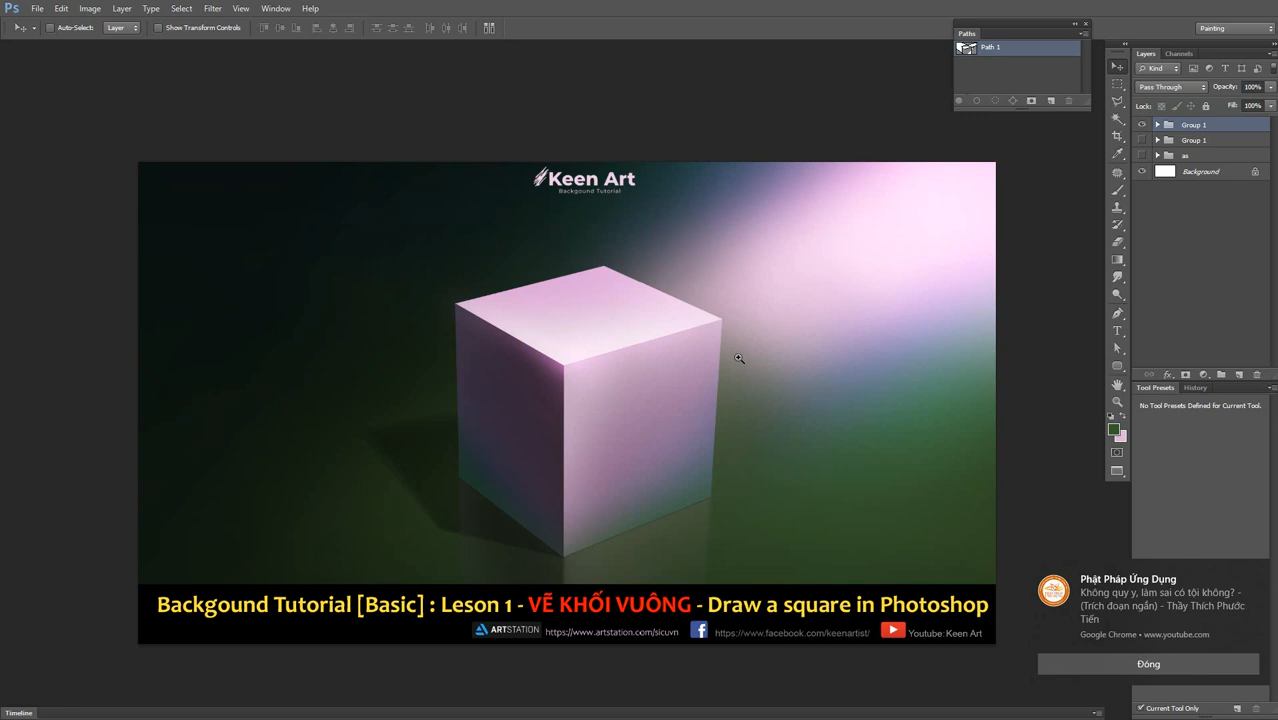 Ps File Edit Image Layer Type Select Filter View Window Help
Auto-Select: Layer Show Transform Controls Painting
Paths
Path 1
Layers Channels
Kind
Pass Through Opacity: 100%
Lock: Fill: 100%
Group 1
Group 1
as
Background
Keen Art
Backgound Tutorial
Tool Presets History
No Tool Presets Defined for Current Tool.
Phật Pháp Ứng Dụng
Không quy y, làm sai có tội không? -
(Trích đoạn ngắn) - Thầy Thích Phước
Tiến
Google Chrome • www.youtube.com
Đóng
Backgound Tutorial [Basic] : Leson 1 - VẼ KHỐI VUÔNG - Draw a square in Photoshop
ARTSTATION https://www.artstation.com/sicuvn https://www.facebook.com/keenartist/ Youtube: Keen Art
Current Tool Only
Timeline